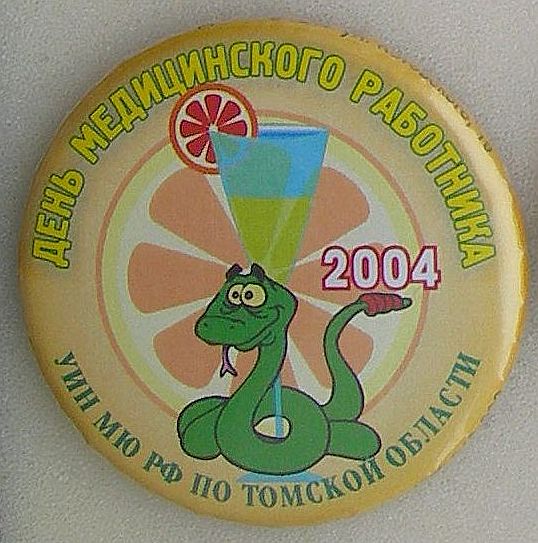 ДЕНЬ МЕДИЦИНСКОГО РАБОТНИКА
2004
УИН МЮ РФ ПО ТОМСКОЙ ОБЛАСТИ